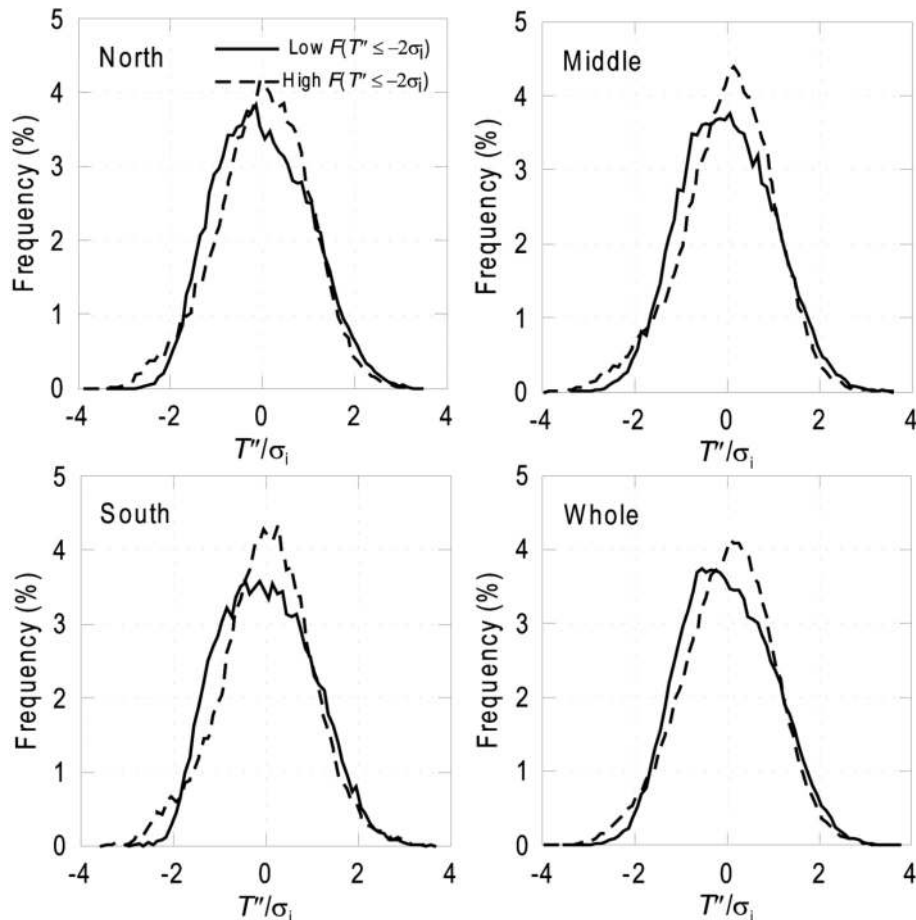 5
4
3
2
1
0
Frequency (%)
North
Low F(T″ ≤ −2σi)
High F(T″ ≤ −2σi)
-4 -2 0 2 4
T″/σi
5
4
3
2
1
0
Frequency (%)
Middle
-4 -2 0 2 4
T″/σi
5
4
3
2
1
0
Frequency (%)
South
-4 -2 0 2 4
T″/σi
5
4
3
2
1
0
Frequency (%)
Whole
-4 -2 0 2 4
T″/σi